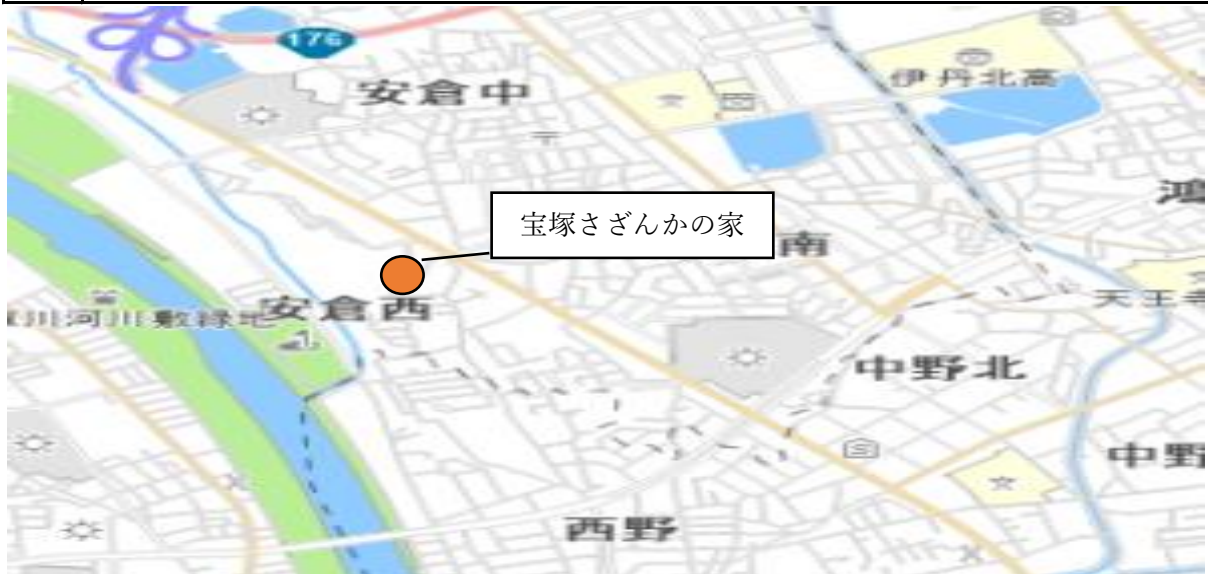 176
安倉中
伊丹北高
鴻
宝塚さざんかの家
南
天王寺
安倉西
川河川敷緑地
中野北
中野
西野